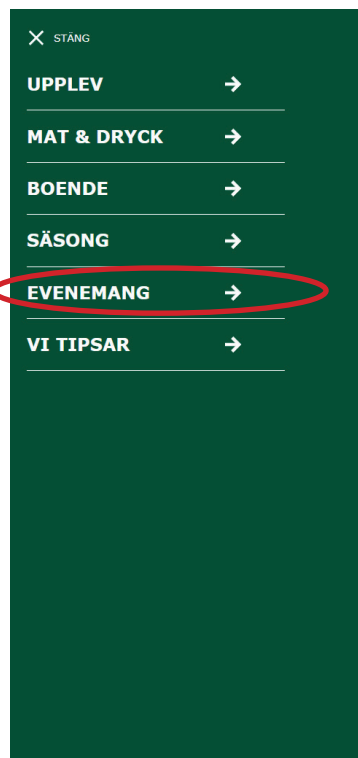 STÄNG
UPPLEV
MAT & DRYCK
BOENDE
SÄSONG
EVENEMANG
VI TIPSAR